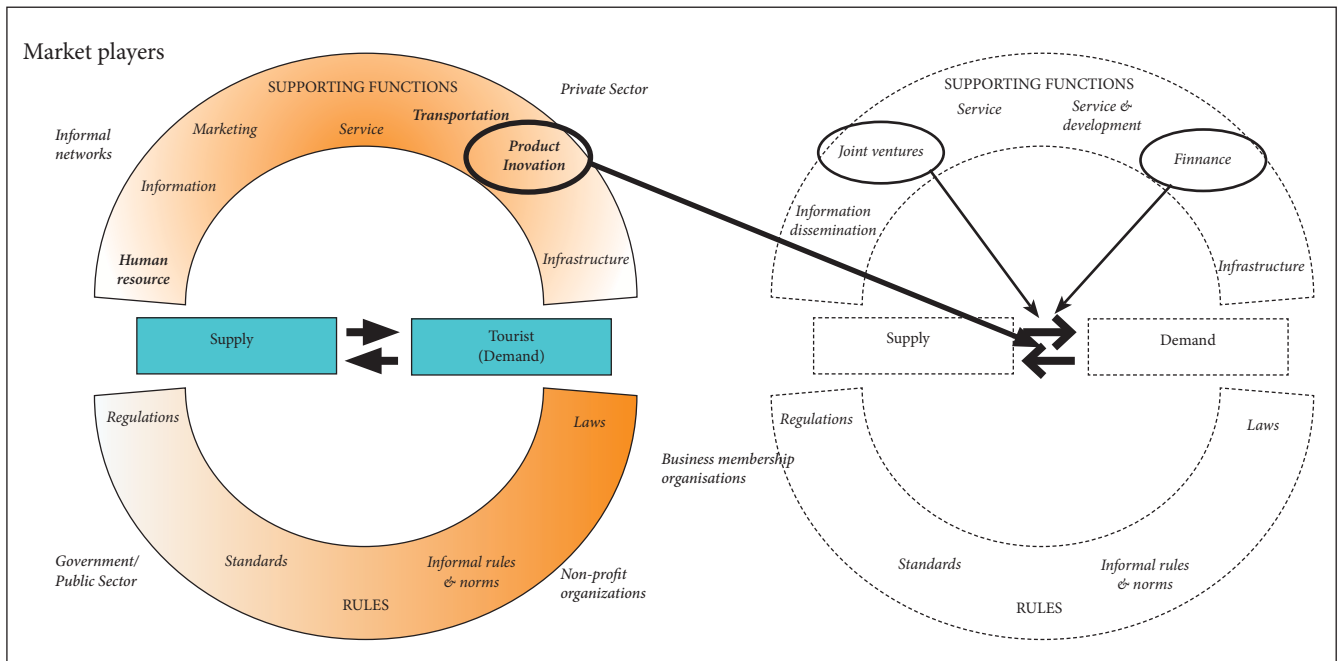 Market players
SUPPORTING FUNCTIONS
Private Sector
Transportation
Marketing
Service
Informal
networks
Product
Inovation
Information
Human
resource
Infrastructure
Supply
Tourist
(Demand)
Regulations
Laws
Government/
Public Sector
Standards
Informal rules
& norms
Non-profit
organizations
RULES
Business membership
organisations
SUPPORTING FUNCTIONS
Service
Service &
development
Joint ventures
Finnance
Information
dissemination
Infrastructure
Supply
Demand
Regulations
Laws
Standards
Informal rules
& norms
RULES